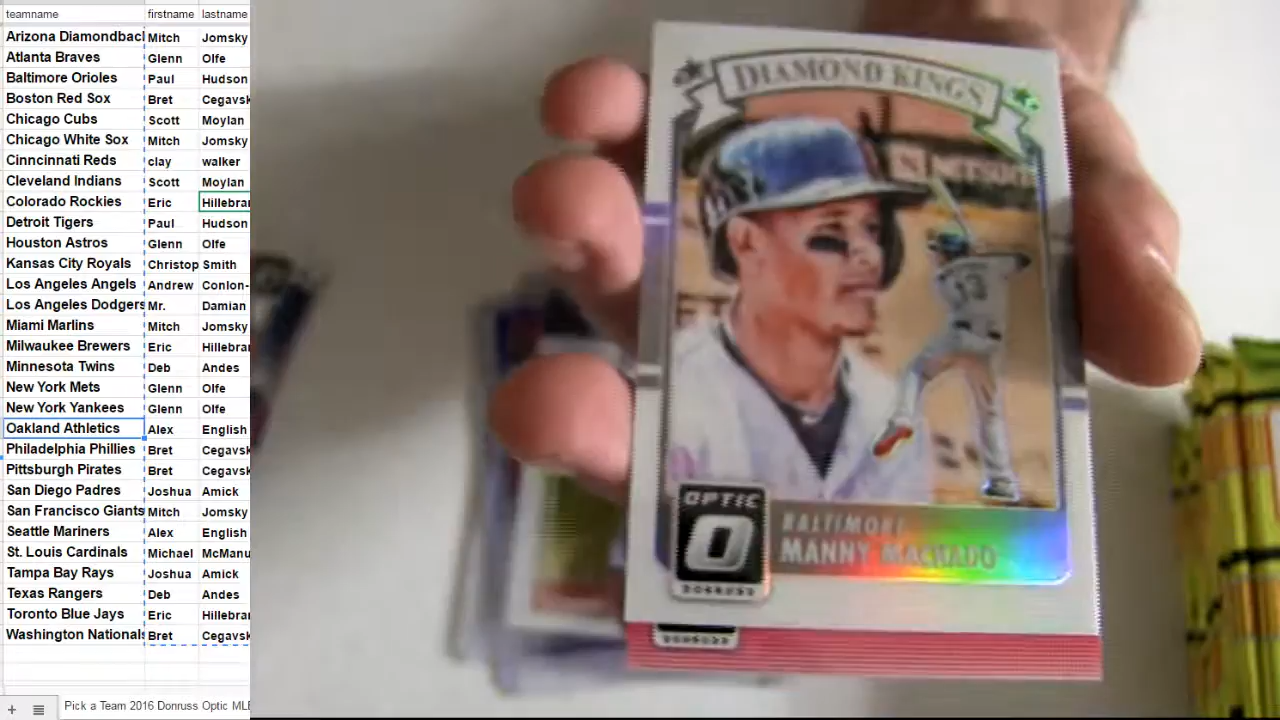 teamname firstname lastname
Arizona Diamondbacl Mitch Jomsky
Atlanta Braves Glenn Olfe
Baltimore Orioles Paul Hudson
Boston Red Sox Bret Cegavsk
Chicago Cubs Scott Moylan
Chicago White Sox Mitch Jomsky
Cinncinnati Reds clay walker
Cleveland Indians Scott Moylan
Colorado Rockies Eric Hillebrar
Detroit Tigers Paul Hudson
Houston Astros Glenn Olfe
Kansas City Royals Christop Smith
Los Angeles Angels Andrew Conlon-
Los Angeles Dodgers Mr. Damian
Miami Marlins Mitch Jomsky
Milwaukee Brewers Eric Hillebrar
Minnesota Twins Deb Andes
New York Mets Glenn Olfe
New York Yankees Glenn Olfe
Oakland Athletics Alex English
Philadelphia Phillies Bret Cegavsk
Pittsburgh Pirates Bret Cegavsk
San Diego Padres Joshua Amick
San Francisco Giants Mitch Jomsky
Seattle Mariners Alex English
St. Louis Cardinals Michael McManu
Tampa Bay Rays Joshua Amick
Texas Rangers Deb Andes
Toronto Blue Jays Eric Hillebrar
Washington Nationals Bret Cegavsk
Pick a Team 2016 Donruss Optic MLE
DIAMOND KINGS
13
OPTIC
O
DONRUSS
BALTIMORE
MANNY MACHADO
DONRUSS